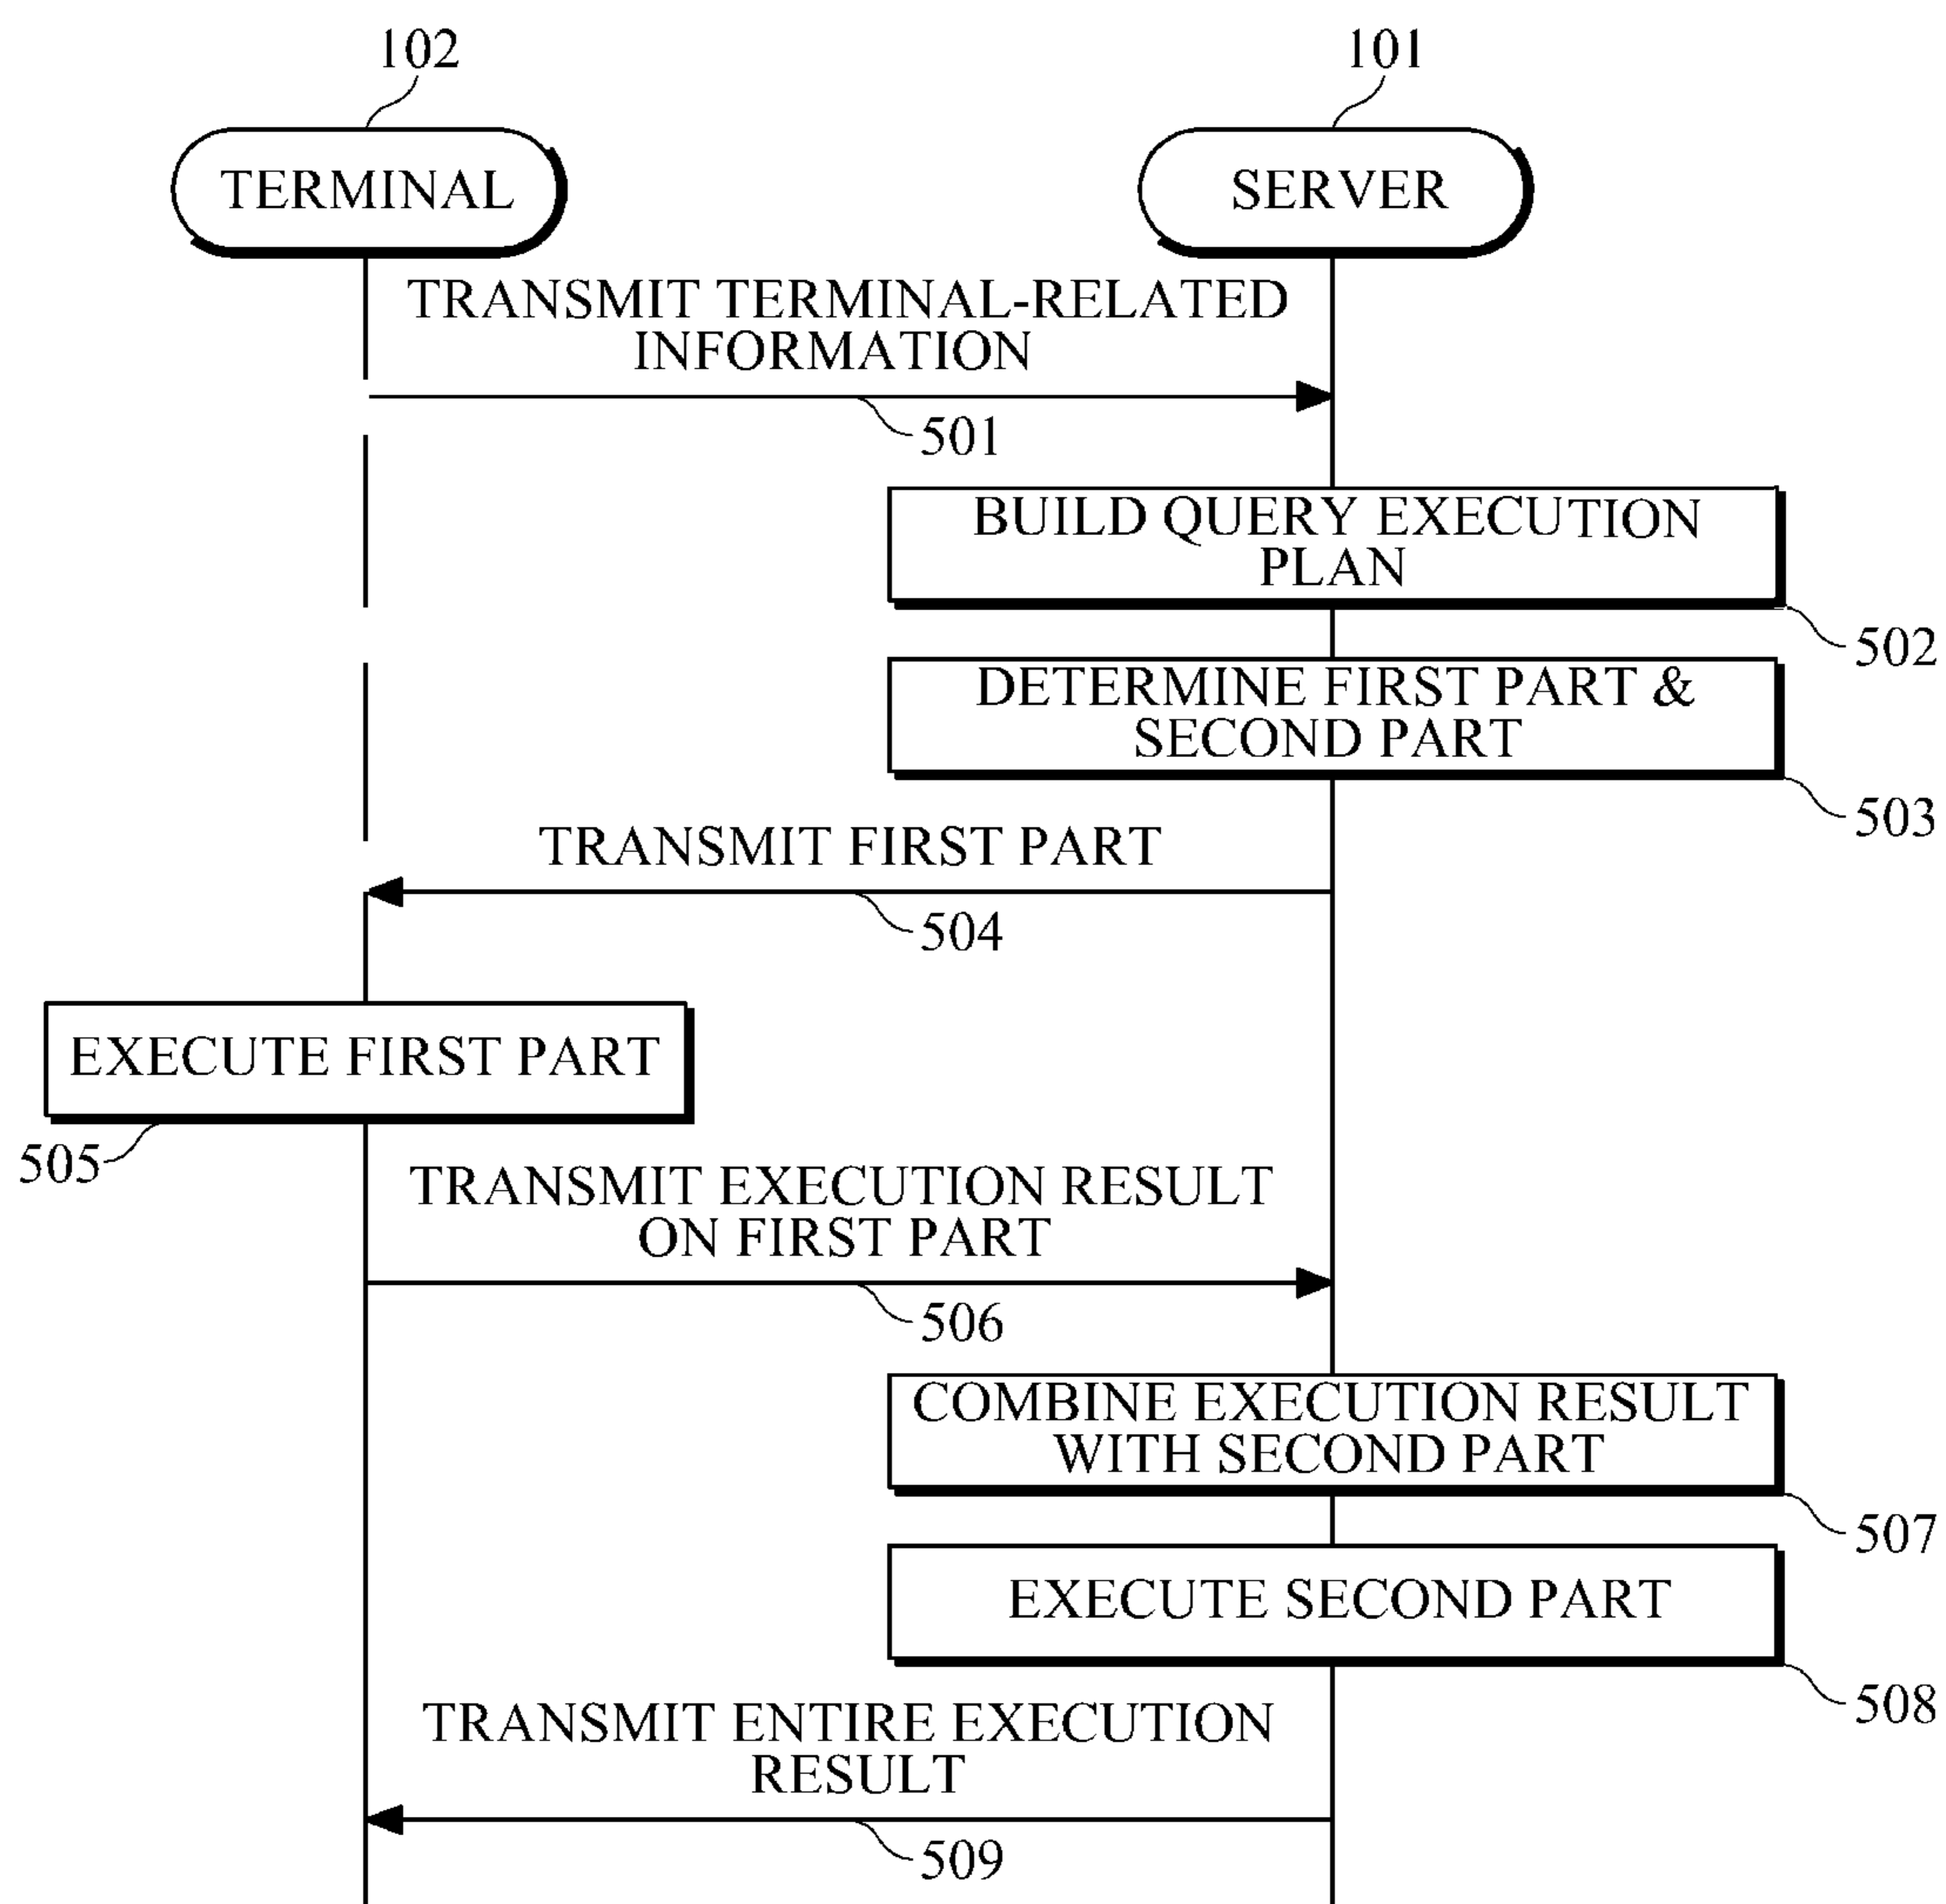 102
101
TERMINAL
SERVER
TRANSMIT TERMINAL-RELATED
INFORMATION
501
BUILD QUERY EXECUTION
PLAN
502
DETERMINE FIRST PART &
SECOND PART
503
TRANSMIT FIRST PART
504
EXECUTE FIRST PART
505
TRANSMIT EXECUTION RESULT
ON FIRST PART
506
COMBINE EXECUTION RESULT
WITH SECOND PART
507
EXECUTE SECOND PART
508
TRANSMIT ENTIRE EXECUTION
RESULT
509